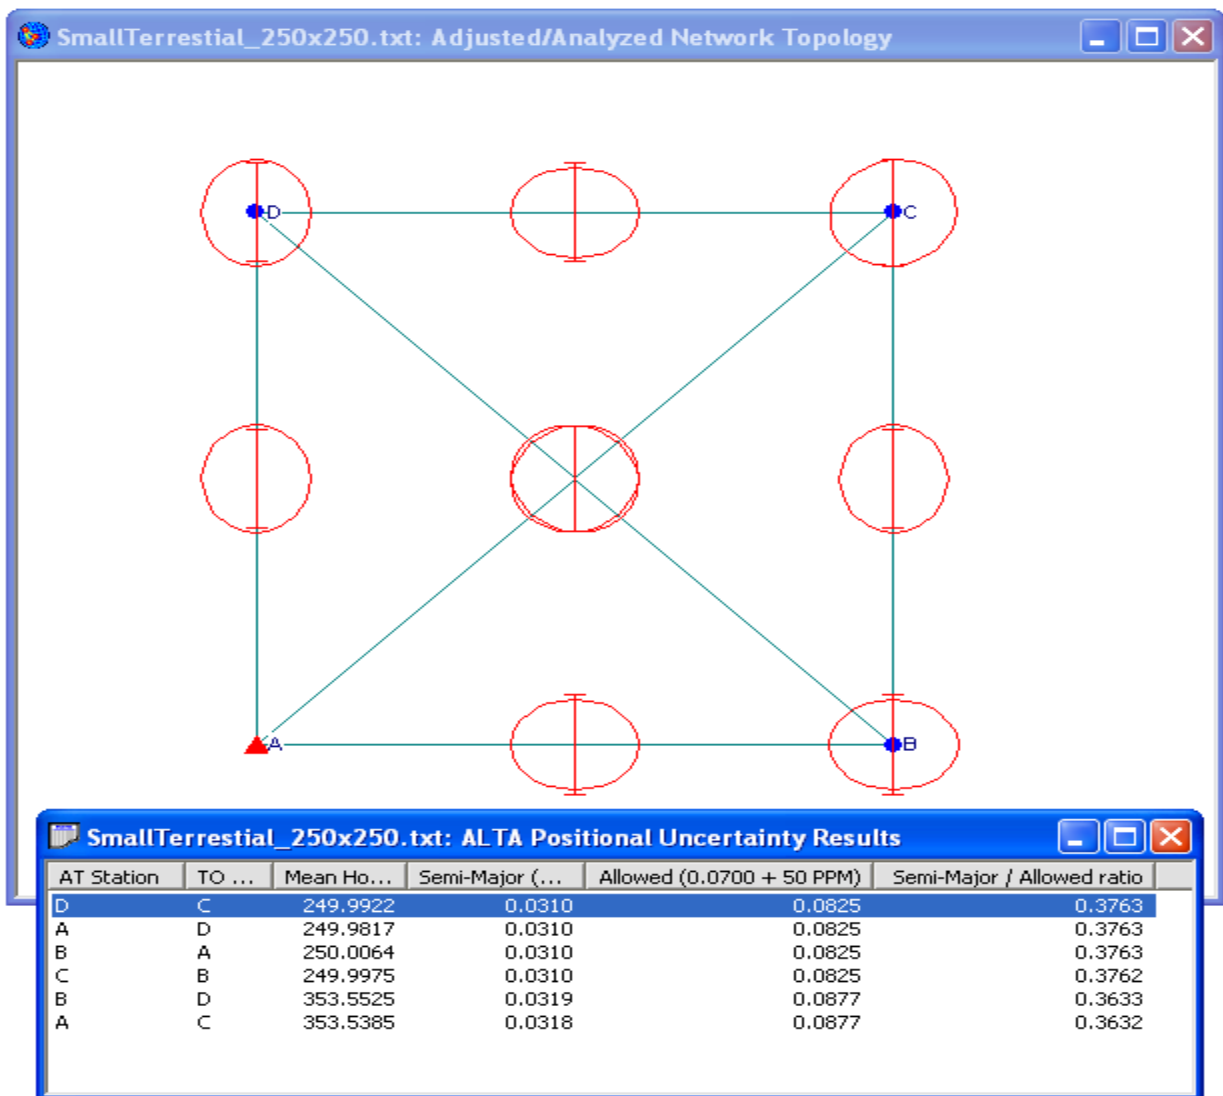 SmallTerrestial_250x250.txt: Adjusted/Analyzed Network Topology
D
C
A
B
SmallTerrestial_250x250.txt: ALTA Positional Uncertainty Results
AT Station TO ... Mean Ho... Semi-Major (... Allowed (0.0700 + 50 PPM) Semi-Major / Allowed ratio
D C 249.9922 0.0310 0.0825 0.3763
A D 249.9817 0.0310 0.0825 0.3763
B A 250.0064 0.0310 0.0825 0.3763
C B 249.9975 0.0310 0.0825 0.3762
B D 353.5525 0.0319 0.0877 0.3633
A C 353.5385 0.0318 0.0877 0.3632